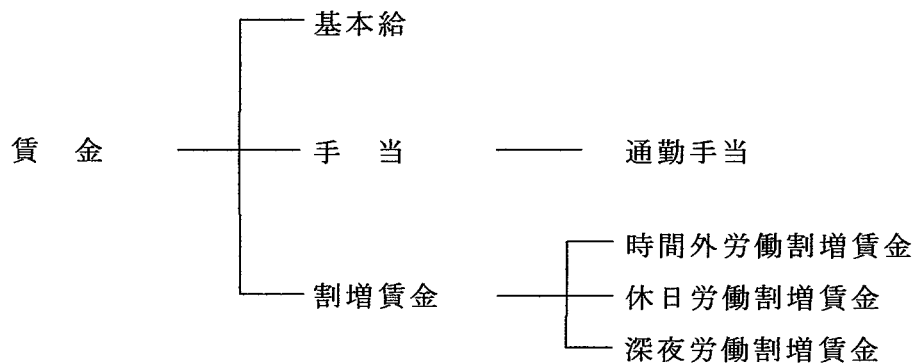 基本給
賃金 手当 通勤手当
時間外労働割増賃金
割増賃金 休日労働割増賃金
深夜労働割増賃金